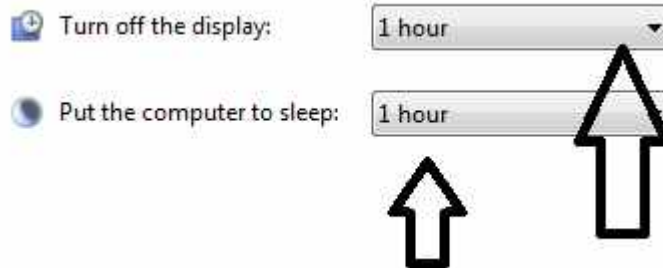 Turn off the display: 1 hour
Put the computer to sleep: 1 hour